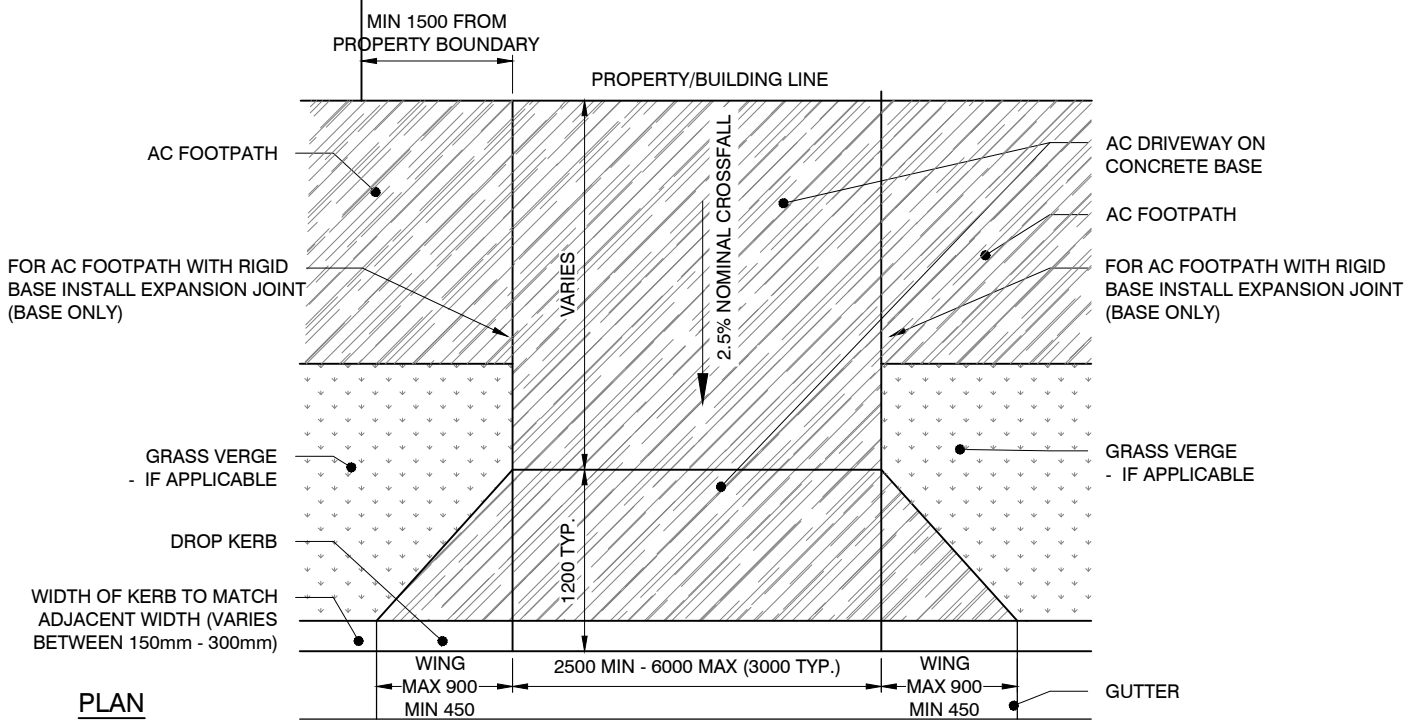 MIN 1500 FROM
PROPERTY BOUNDARY
PROPERTY/BUILDING LINE
AC FOOTPATH
FOR AC FOOTPATH WITH RIGID
BASE INSTALL EXPANSION JOINT
(BASE ONLY)
GRASS VERGE
- IF APPLICABLE
DROP KERB
WIDTH OF KERB TO MATCH
ADJACENT WIDTH (VARIES
BETWEEN 150mm - 300mm)
VARIES
2.5% NOMINAL CROSSFALL
1200 TYP.
AC DRIVEWAY ON
CONCRETE BASE
AC FOOTPATH
FOR AC FOOTPATH WITH RIGID
BASE INSTALL EXPANSION JOINT
(BASE ONLY)
GRASS VERGE
- IF APPLICABLE
WING
MAX 900
MIN 450
2500 MIN - 6000 MAX (3000 TYP.)
WING
MAX 900
MIN 450
GUTTER
PLAN